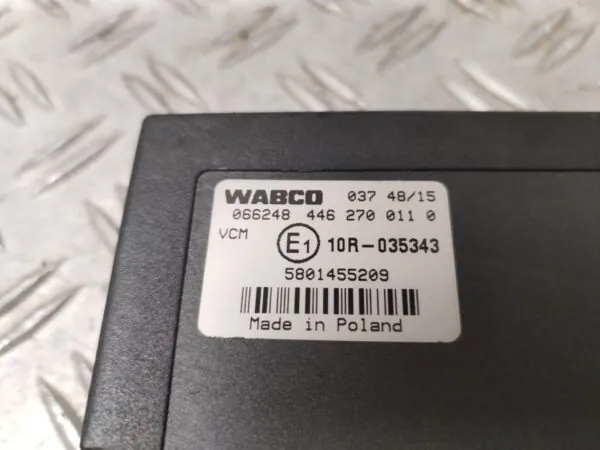 WABCO 037 48/15
066248 446 270 011 0
VCM E1 10R-035343
5801455209
Made in Poland